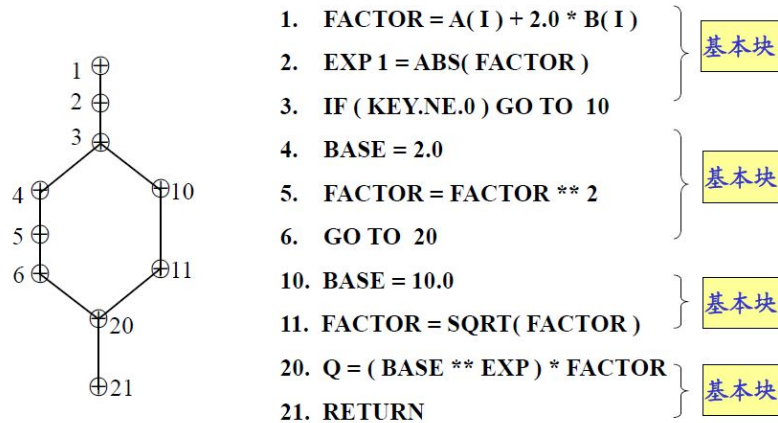 1
2
3
4
10
5
6
11
20
21
1. FACTOR = A( I ) + 2.0 * B( I )
2. EXP 1 = ABS( FACTOR )
3. IF ( KEY.NE.0 ) GO TO 10
基本块
4. BASE = 2.0
5. FACTOR = FACTOR ** 2
6. GO TO 20
基本块
10. BASE = 10.0
11. FACTOR = SQRT( FACTOR )
基本块
20. Q = ( BASE ** EXP ) * FACTOR
21. RETURN
基本块